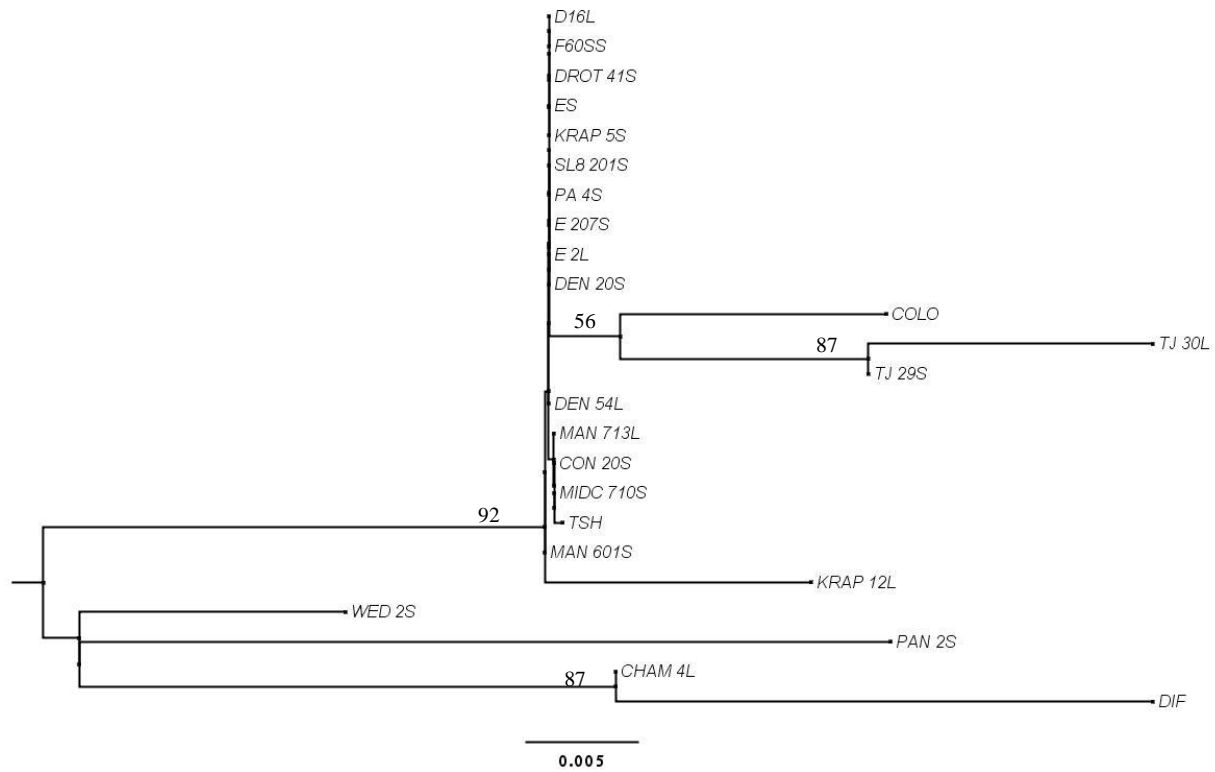 D16L
F60SS
DROT 41S
ES
KRAP 5S
SL8 201S
PA 4S
E 207S
E 2L
DEN 20S
COLO
56
87
TJ 30L
TJ 29S
DEN 54L
MAN 713L
CON 20S
MIDC 710S
92
TSH
MAN 601S
KRAP 12L
WED 2S
PAN 2S
CHAM 4L
87
DIF
0.005